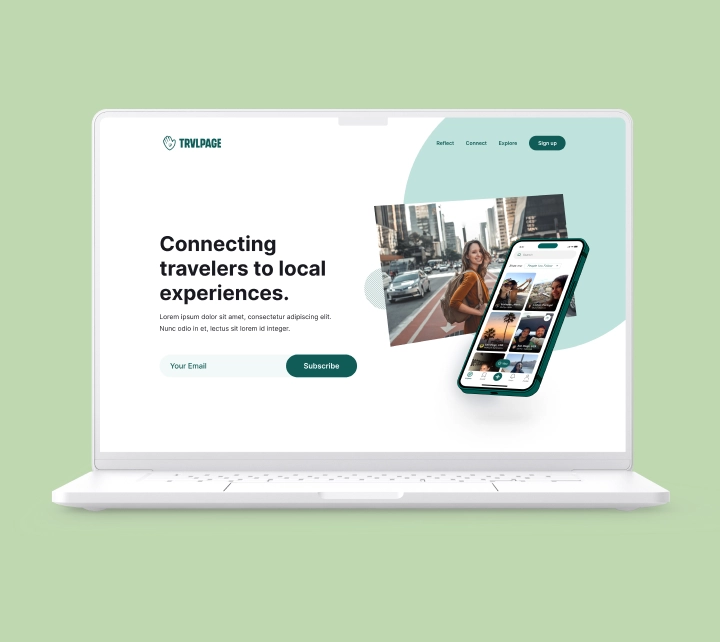 TRVLPAGE
Reflect Connect Explore Sign up
Connecting
travelers to local
experiences.
Lorem ipsum dolor sit amet, consectetur adipiscing elit.
Nunc odio in et, lectus sit lorem id integer.
Your Email
Subscribe